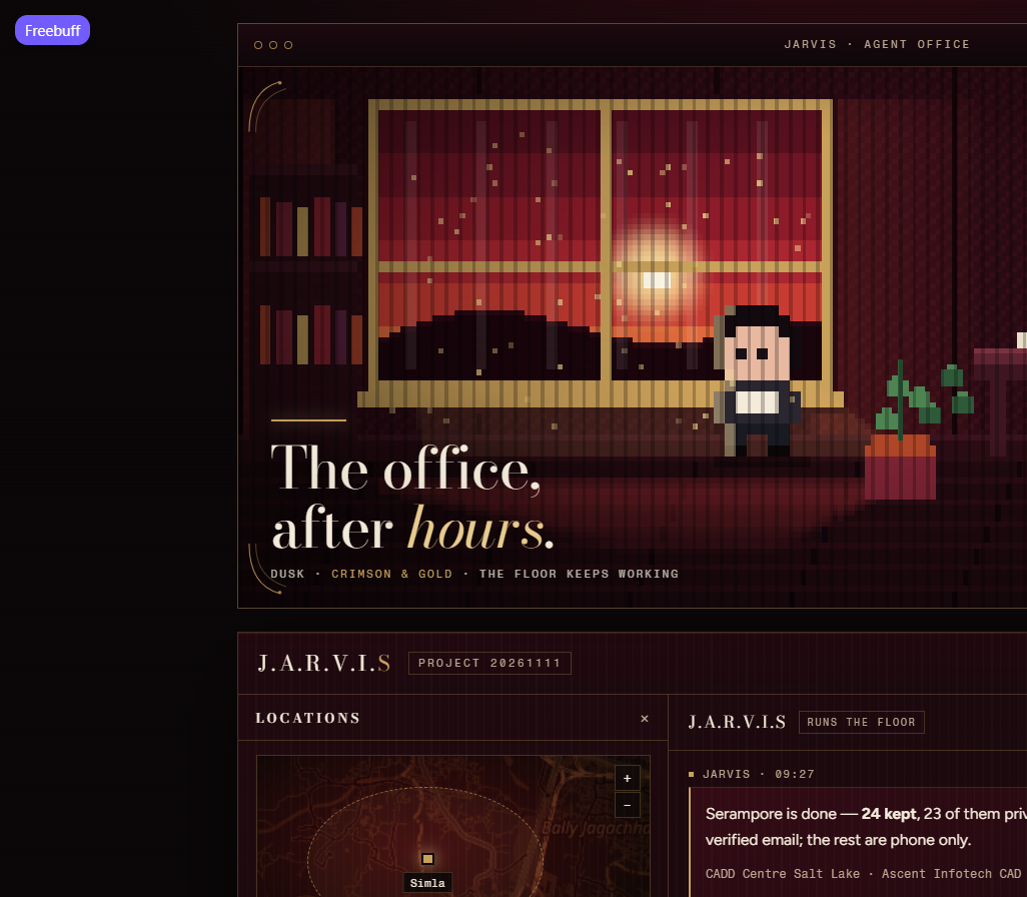 Freebuff
JARVIS · AGENT OFFICE
The office,
after hours.
DUSK · CRIMSON & GOLD · THE FLOOR KEEPS WORKING
J.A.R.V.I.S
PROJECT 20261111
LOCATIONS
×
J.A.R.V.I.S
RUNS THE FLOOR
+
−
Bally Jagachha
Simla
JARVIS · 09:27
Serampore is done — 24 kept, 23 of them priv
verified email; the rest are phone only.
CADD Centre Salt Lake · Ascent Infotech CAD